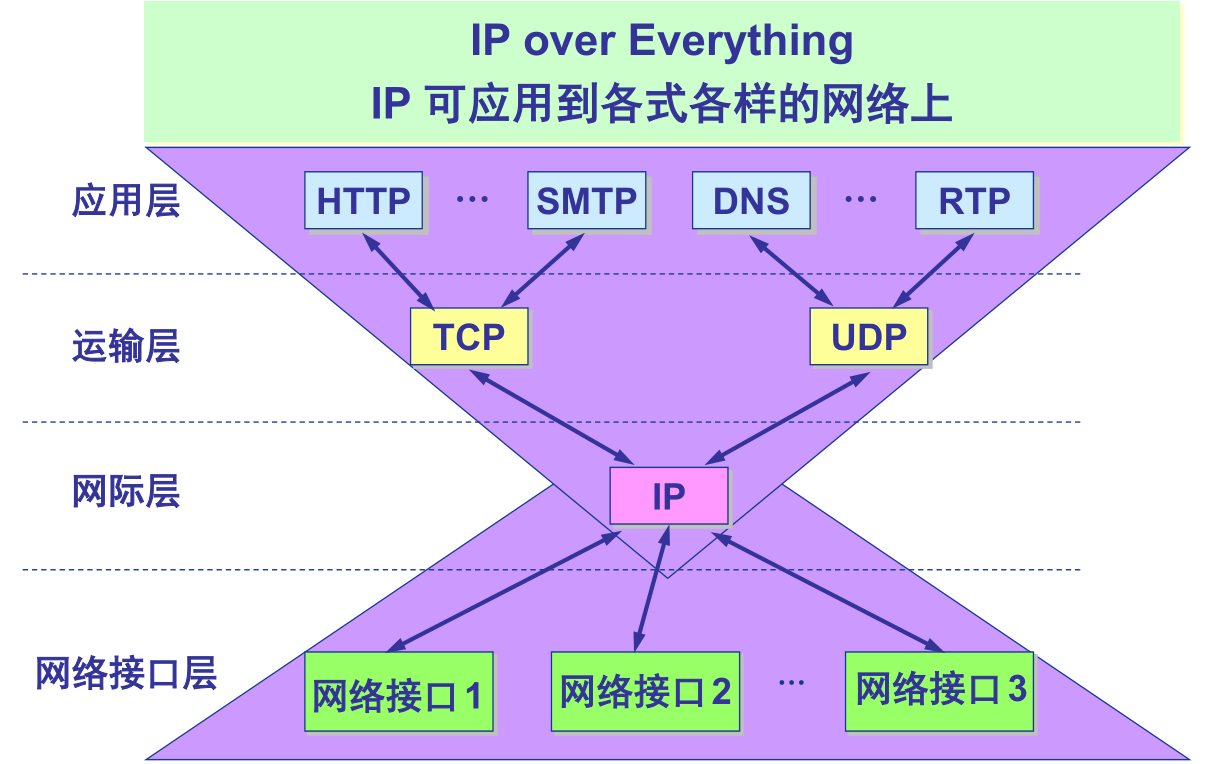 IP over Everything
IP 可应用到各式各样的网络上
应用层
HTTP … SMTP DNS … RTP
运输层
TCP UDP
网际层
IP
网络接口层
网络接口 1 网络接口 2 … 网络接口 3